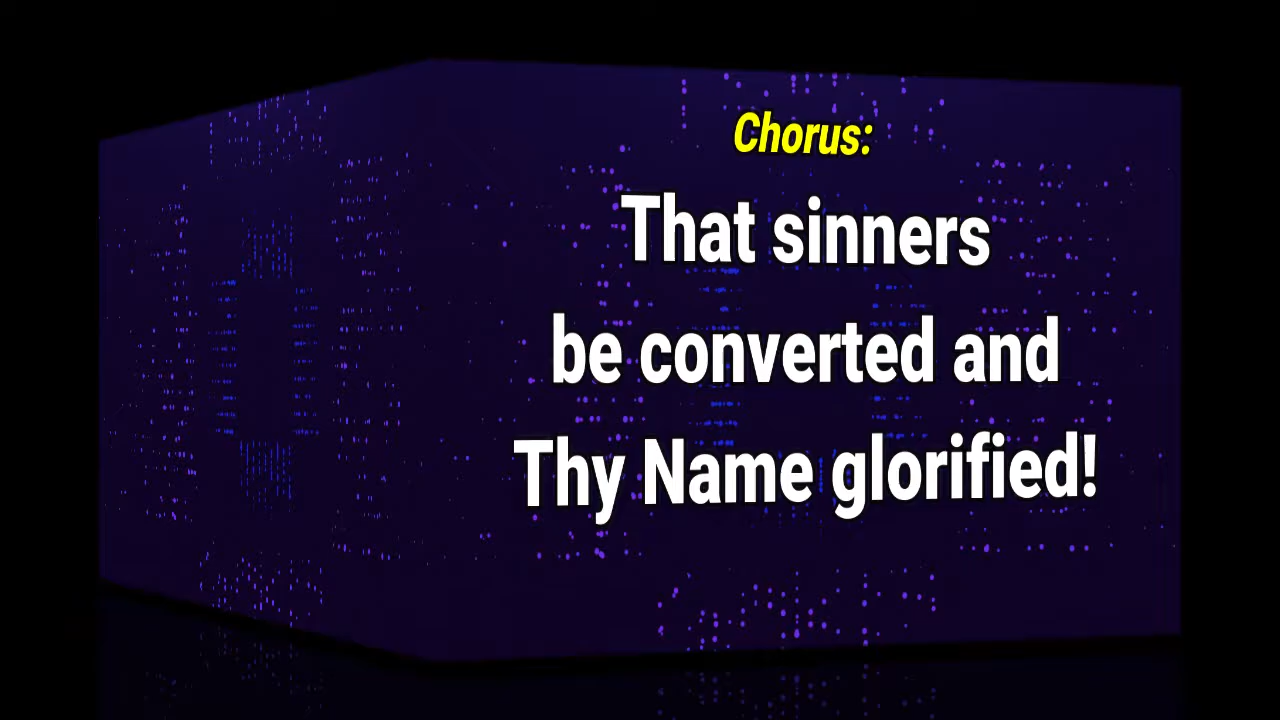 Chorus:
That sinners
be converted and
Thy Name glorified!